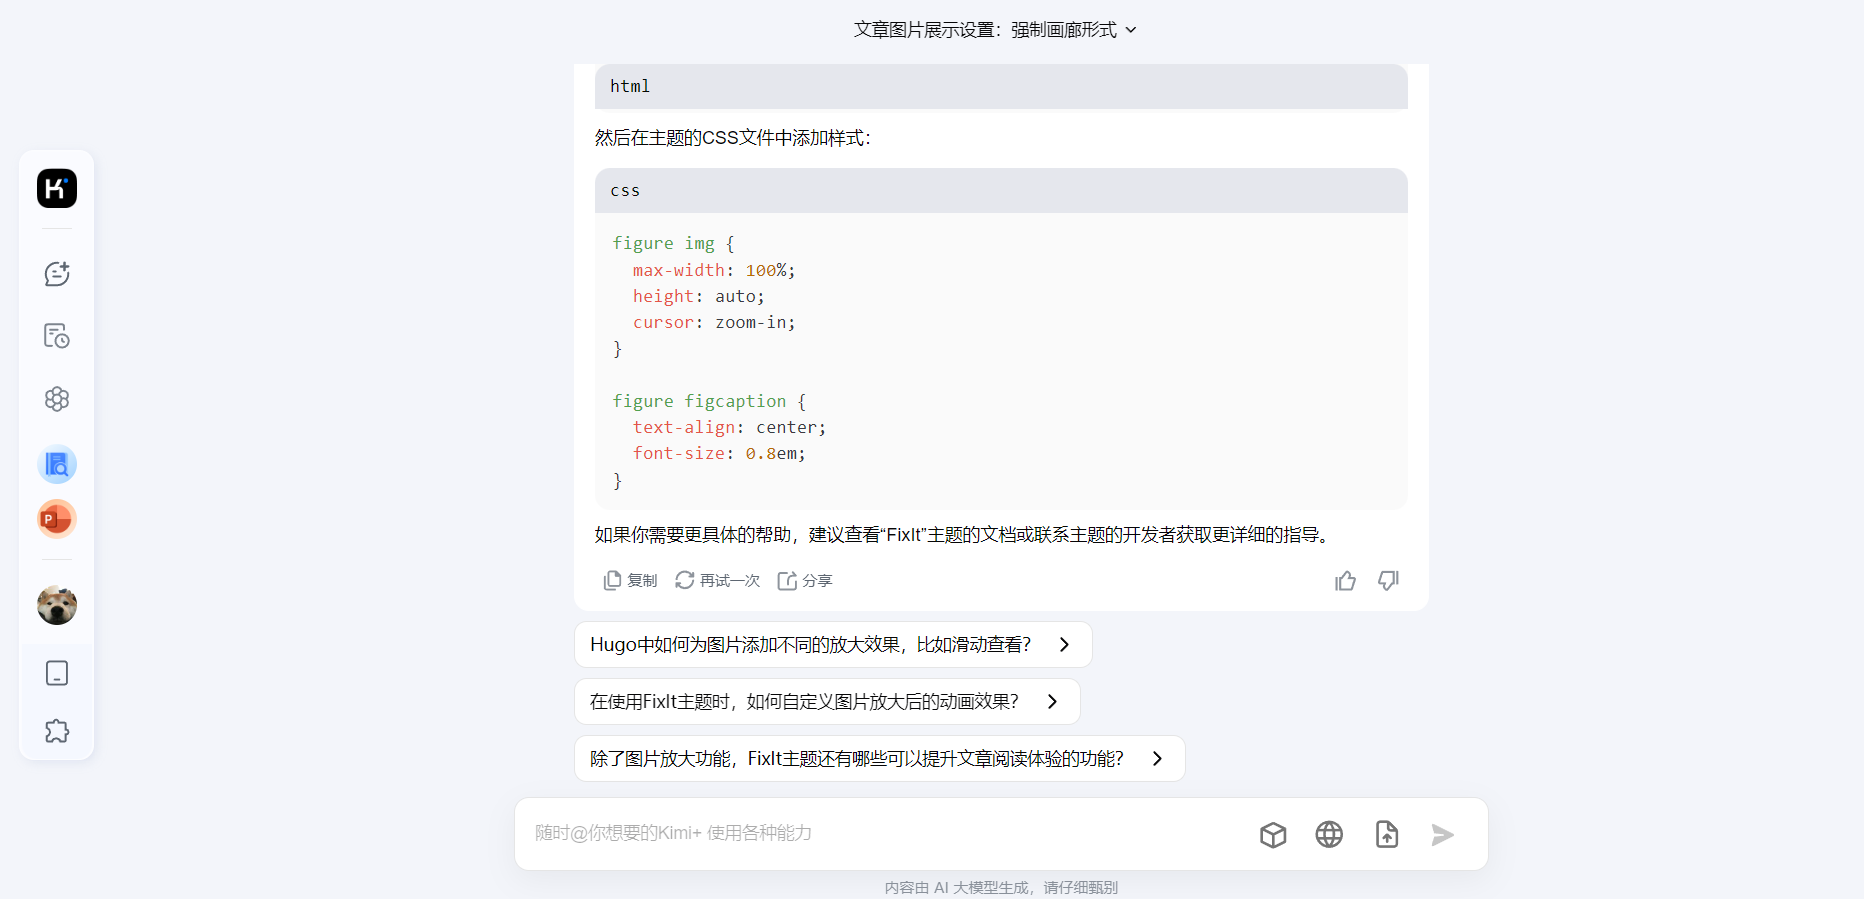 文章图片展示设置：强制画廊形式
html
然后在主题的CSS文件中添加样式：
css
figure img {
  max-width: 100%;
  height: auto;
  cursor: zoom-in;
}
figure figcaption {
  text-align: center;
  font-size: 0.8em;
}
如果你需要更具体的帮助，建议查看“FixIt”主题的文档或联系主题的开发者获取更详细的指导。
复制 再试一次 分享
Hugo中如何为图片添加不同的放大效果，比如滑动查看？
在使用FixIt主题时，如何自定义图片放大后的动画效果？
除了图片放大功能，FixIt主题还有哪些可以提升文章阅读体验的功能？
随时@你想要的Kimi+ 使用各种能力
内容由 AI 大模型生成，请仔细甄别
K
P